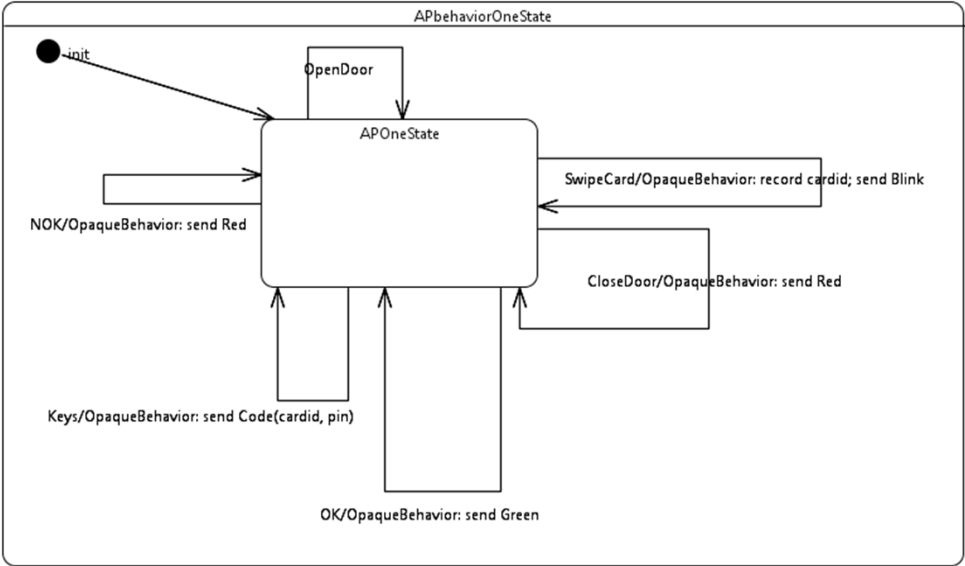 APbehaviorOneState
init
OpenDoor
APOneState
SwipeCard/OpaqueBehavior: record cardid; send Blink
NOK/OpaqueBehavior: send Red
CloseDoor/OpaqueBehavior: send Red
Keys/OpaqueBehavior: send Code(cardid, pin)
OK/OpaqueBehavior: send Green